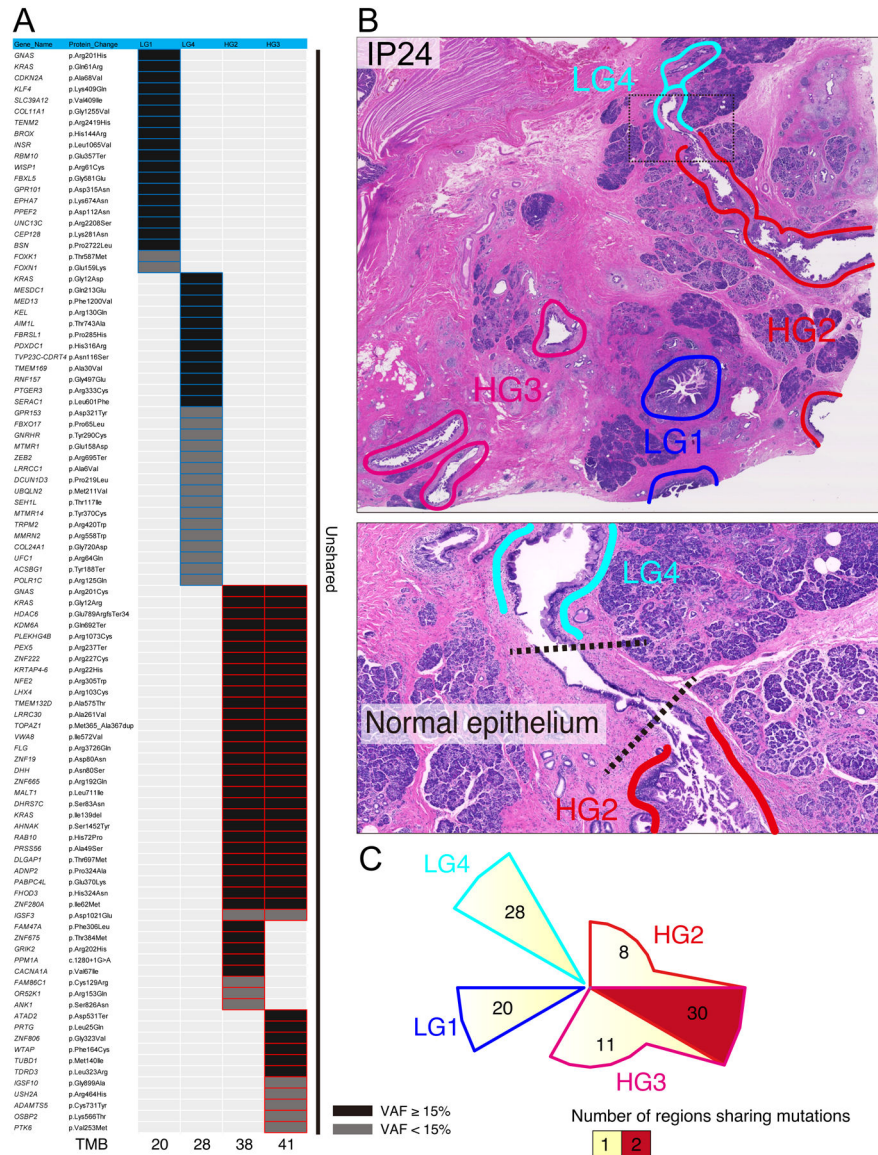 A
Gene_Name Protein_Change LG1 LG4 HG2 HG3
GNAS p.Arg201His
KRAS p.Gln61Arg
CDKN2A p.Ala68Val
KLF4 p.Lys409Gln
SLC39A12 p.Val409Ile
COL11A1 p.Gly1255Val
TENM2 p.Arg2419His
BROX p.His144Arg
INSR p.Leu1065Val
RBM10 p.Glu357Ter
WISP1 p.Arg61Cys
FBXL5 p.Gly581Glu
GPR101 p.Asp315Asn
EPHA7 p.Lys674Asn
PPEF2 p.Asp112Asn
UNC13C p.Arg2208Ser
CEP128 p.Lys281Asn
BSN p.Pro2722Leu
FOXK1 p.Thr587Met
FOXN1 p.Glu159Lys
KRAS p.Gly12Asp
MESDC1 p.Gln213Glu
MED13 p.Phe1200Val
KEL p.Arg130Gln
AIM1L p.Thr743Ala
FBRSL1 p.Pro285His
PDXDC1 p.His316Arg
TVP23C-CDRT4 p.Asn116Ser
TMEM169 p.Ala30Val
RNF157 p.Gly497Glu
PTGER3 p.Arg333Cys
SERAC1 p.Leu601Phe
GPR153 p.Asp321Tyr
FBXO17 p.Pro65Leu
GNRHR p.Tyr290Cys
MTMR1 p.Glu158Asp
ZEB2 p.Arg695Ter
LRRCC1 p.Ala6Val
DCUN1D3 p.Pro219Leu
UBQLN2 p.Met211Val
SEH1L p.Thr117Ile
MTMR14 p.Tyr370Cys
TRPM2 p.Arg420Trp
MMRN2 p.Arg558Trp
COL24A1 p.Gly720Asp
UFC1 p.Arg64Gln
ACSBG1 p.Tyr188Ter
POLR1C p.Arg125Gln
GNAS p.Arg201Cys
KRAS p.Gly12Arg
HDAC6 p.Glu789ArgfsTer34
KDM6A p.Gln692Ter
PLEKHG4B p.Arg1073Cys
PEX5 p.Arg237Ter
ZNF222 p.Arg227Cys
KRTAP4-6 p.Arg22His
NFE2 p.Arg305Trp
LHX4 p.Arg103Cys
TMEM132D p.Ala575Thr
LRRC30 p.Ala261Val
TOPAZ1 p.Met365_Ala367dup
VWA8 p.Ile572Val
FLG p.Arg3726Gln
ZNF19 p.Asp80Asn
DHH p.Asn80Ser
ZNF665 p.Arg192Gln
MALT1 p.Leu711Ile
DHRS7C p.Ser83Asn
KRAS p.Ile139del
AHNAK p.Ser1452Tyr
RAB10 p.His72Pro
PRSS56 p.Ala49Ser
DLGAP1 p.Thr697Met
ADNP2 p.Pro324Ala
PABPC4L p.Glu370Lys
FHOD3 p.His324Asn
ZNF280A p.Ile62Met
IGSF3 p.Asp1021Glu
FAM47A p.Phe306Leu
ZNF675 p.Thr384Met
GRIK2 p.Arg202His
PPM1A c.1280+1G>A
CACNA1A p.Val67Ile
FAM86C1 p.Cys129Arg
OR52K1 p.Arg153Gln
ANK1 p.Ser826Asn
ATAD2 p.Asp531Ter
PRTG p.Leu25Gln
ZNF806 p.Gly323Val
WTAP p.Phe164Cys
TUBD1 p.Met140Ile
TDRD3 p.Leu323Arg
IGSF10 p.Gly899Ala
USH2A p.Arg464His
ADAMTS5 p.Cys731Tyr
OSBP2 p.Lys566Thr
PTK6 p.Val253Met
TMB 20 28 38 41
Unshared
VAF ≥ 15%
VAF < 15%
B
IP24
LG4
HG2
HG3
LG1
LG4
Normal epithelium
HG2
C
LG4
28
HG2
8
LG1
20
30
11
HG3
Number of regions sharing mutations
1 2